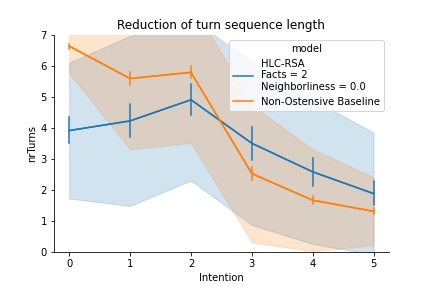 Reduction of turn sequence length
model
HLC-RSA
Facts = 2
Neighborliness = 0.0
Non-Ostensive Baseline
nrTurns
7
6
5
4
3
2
1
0
0 1 2 3 4 5
Intention